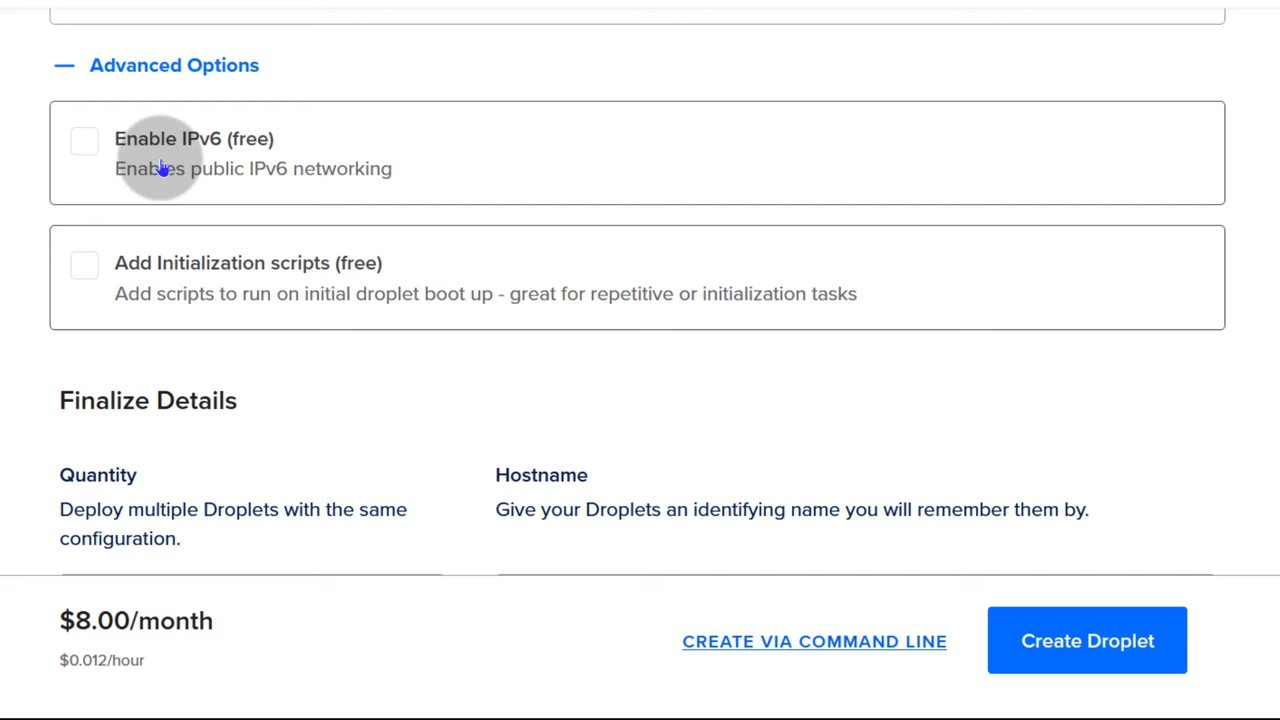 Advanced Options
Enable IPv6 (free)
Enables public IPv6 networking
Add Initialization scripts (free)
Add scripts to run on initial droplet boot up - great for repetitive or initialization tasks
Finalize Details
Quantity
Deploy multiple Droplets with the same
configuration.
Hostname
Give your Droplets an identifying name you will remember them by.
$8.00/month
$0.012/hour
CREATE VIA COMMAND LINE
Create Droplet